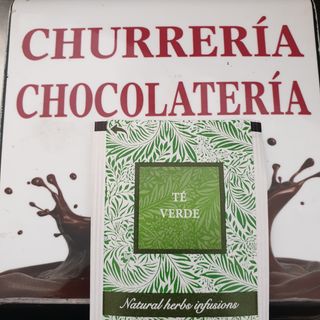 CHURRERÍA
CHOCOLATERÍA
TÉ
VERDE
Natural herbs infusions